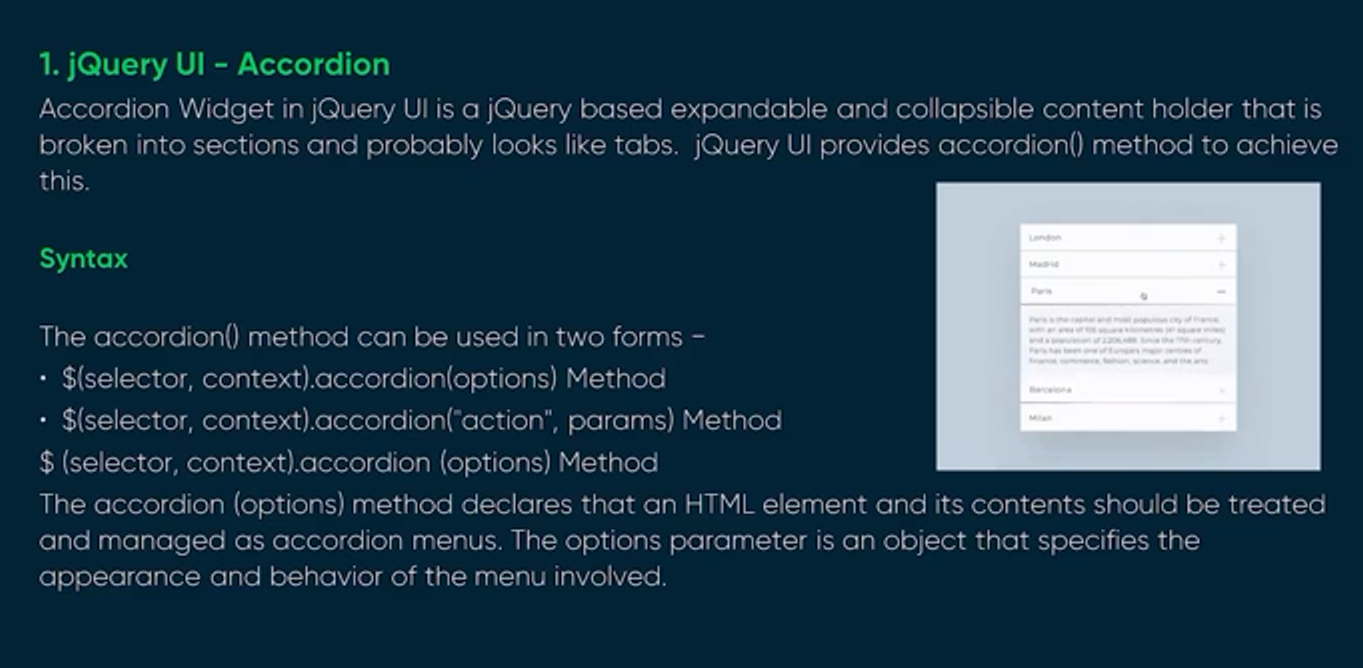 1. jQuery UI - Accordion
Accordion Widget in jQuery UI is a jQuery based expandable and collapsible content holder that is
broken into sections and probably looks like tabs.  jQuery UI provides accordion() method to achieve
this.
Syntax
The accordion() method can be used in two forms –
• $(selector, context).accordion(options) Method
• $(selector, context).accordion("action", params) Method
$ (selector, context).accordion (options) Method
The accordion (options) method declares that an HTML element and its contents should be treated
and managed as accordion menus. The options parameter is an object that specifies the
appearance and behavior of the menu involved.
London
Madrid
Paris
Paris is the capital and most populous city of France,
with an area of 105 square kilometres (41 square miles)
and a population of 2,206,488. Since the 17th century,
Paris has been one of Europe's major centres of
finance, commerce, fashion, science, and the arts
Barcelona
Milan